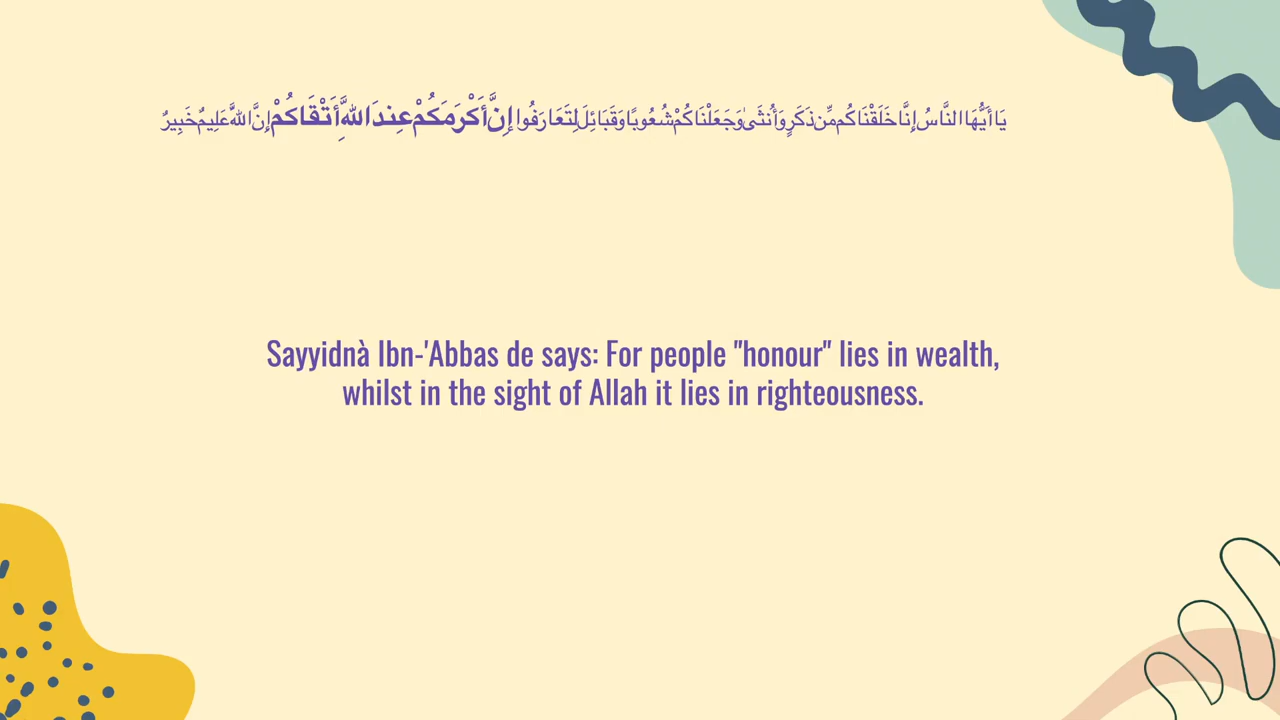 يَا أَيُّهَا النَّاسُ إِنَّا خَلَقْنَاكُم مِّن ذَكَرٍ وَأُنثَىٰ وَجَعَلْنَاكُمْ شُعُوبًا وَقَبَائِلَ لِتَعَارَفُوا إِنَّ أَكْرَمَكُمْ عِندَ اللَّهِ أَتْقَاكُمْ إِنَّ اللَّهَ عَلِيمٌ خَبِيرٌ
Sayyidnà Ibn-'Abbas de says: For people "honour" lies in wealth,
whilst in the sight of Allah it lies in righteousness.